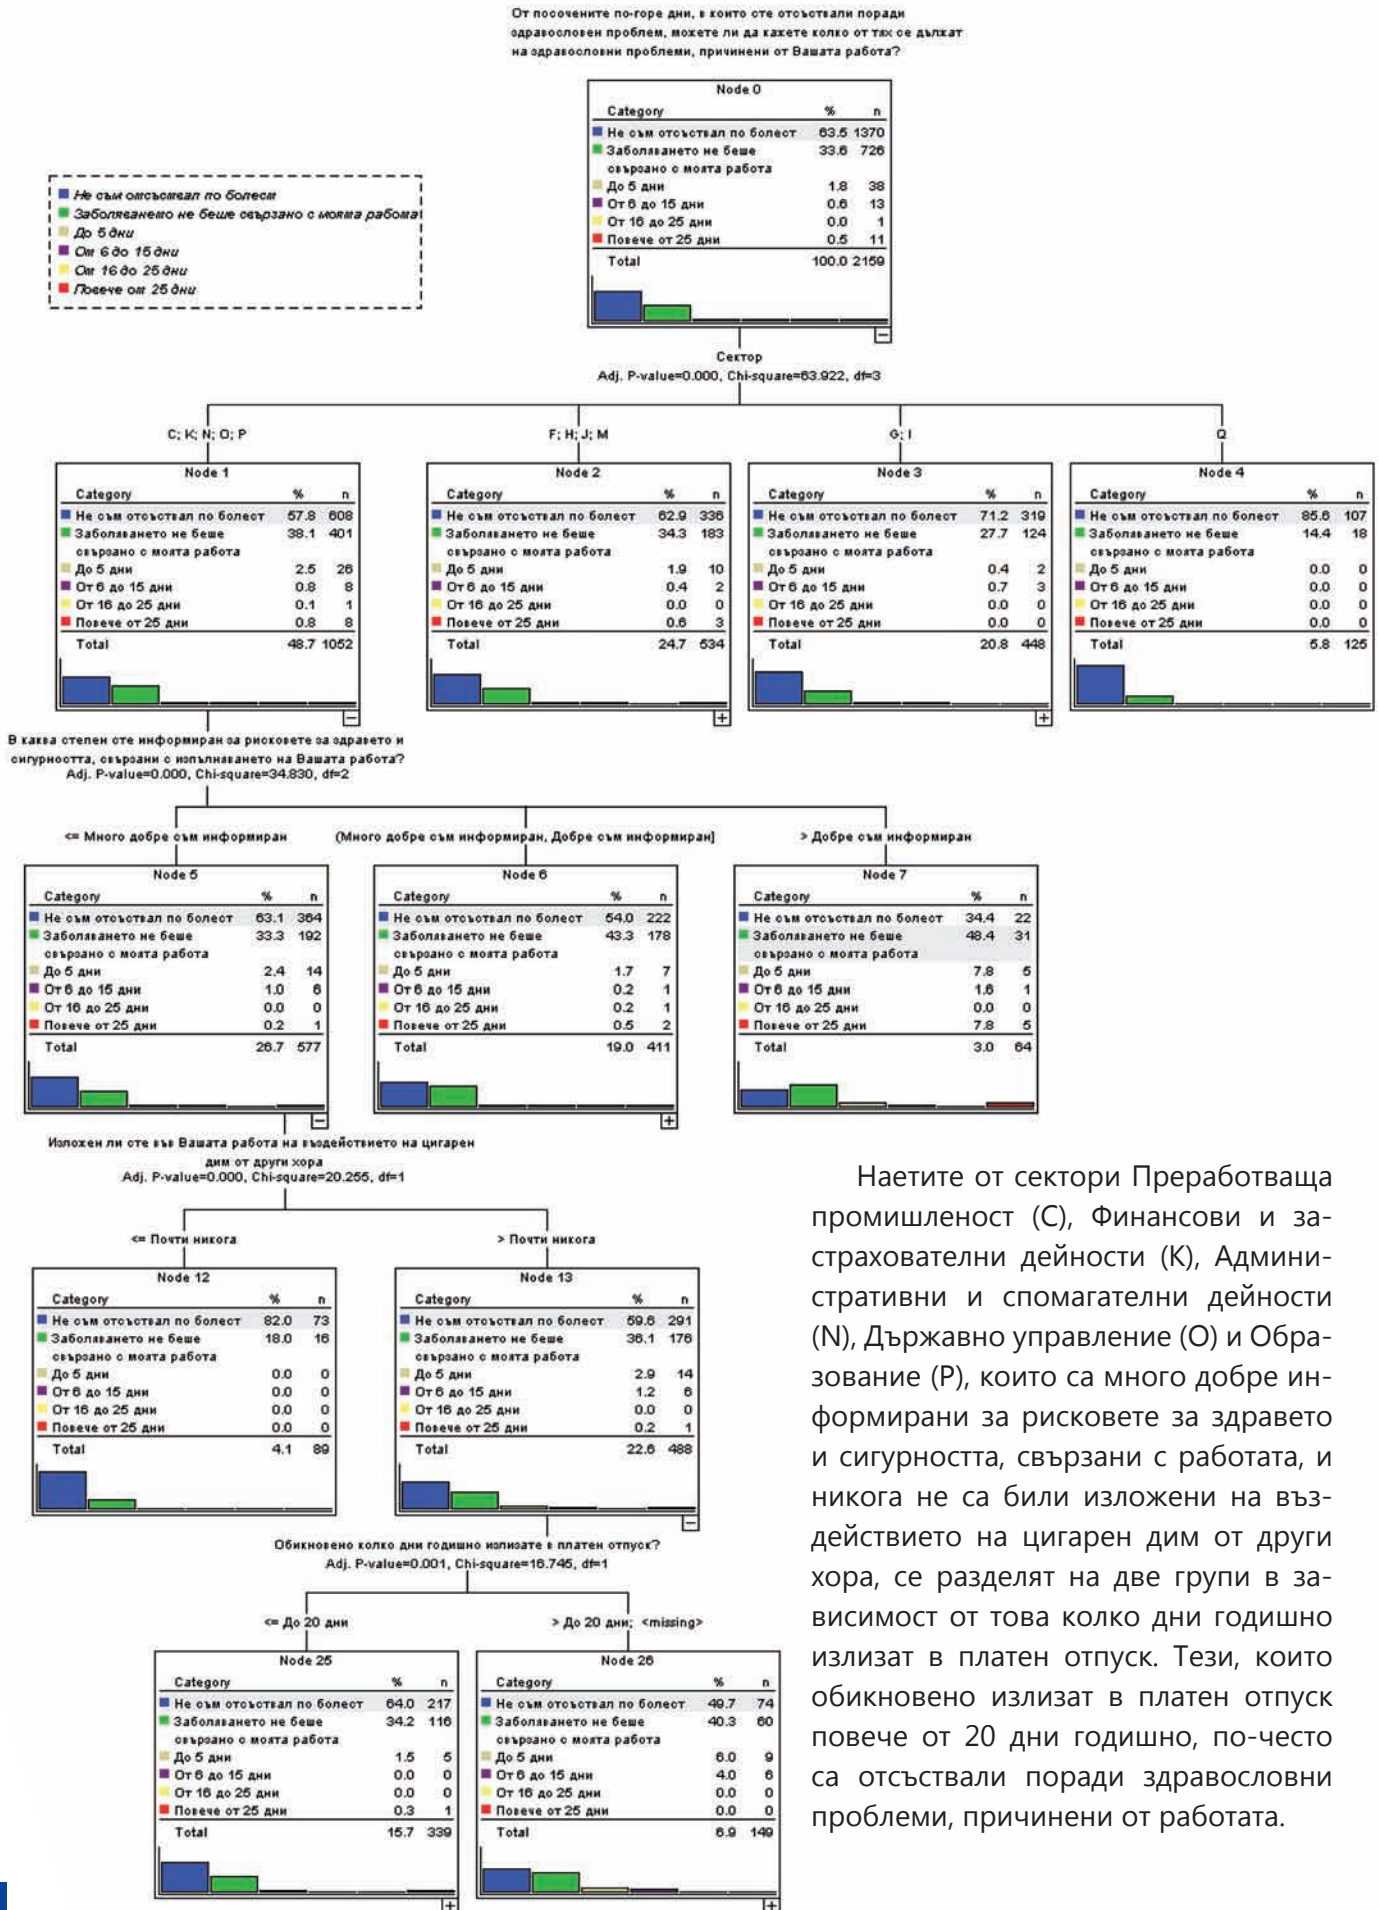 От посочените по-горе дни, в които сте отсъствали поради
здравословен проблем, можете ли да кажете колко от тях се дължат
на здравословни проблеми, причинени от Вашата работа?
Node 0
Category % n
Не съм отсъствал по болест 63.5 1370
Заболяването не беше 33.6 726
свързано с моята работа
До 5 дни 1.8 38
От 6 до 15 дни 0.6 13
От 16 до 25 дни 0.0 1
Повече от 25 дни 0.5 11
Total 100.0 2159
Не съм отсъствал по болест
Заболяването не беше свързано с моята работа
До 5 дни
От 6 до 15 дни
От 16 до 25 дни
Повече от 25 дни
Сектор
Adj. P-value=0.000, Chi-square=63.922, df=3
C; K; N; O; P
Node 1
Category % n
Не съм отсъствал по болест 57.8 608
Заболяването не беше 38.1 401
свързано с моята работа
До 5 дни 2.5 26
От 6 до 15 дни 0.8 8
От 16 до 25 дни 0.1 1
Повече от 25 дни 0.8 8
Total 48.7 1052
F; H; J; M
Node 2
Category % n
Не съм отсъствал по болест 62.9 336
Заболяването не беше 34.3 183
свързано с моята работа
До 5 дни 1.9 10
От 6 до 15 дни 0.4 2
От 16 до 25 дни 0.0 0
Повече от 25 дни 0.6 3
Total 24.7 534
G; I
Node 3
Category % n
Не съм отсъствал по болест 71.2 319
Заболяването не беше 27.7 124
свързано с моята работа
До 5 дни 0.4 2
От 6 до 15 дни 0.7 3
От 16 до 25 дни 0.0 0
Повече от 25 дни 0.0 0
Total 20.8 448
Q
Node 4
Category % n
Не съм отсъствал по болест 85.6 107
Заболяването не беше 14.4 18
свързано с моята работа
До 5 дни 0.0 0
От 6 до 15 дни 0.0 0
От 16 до 25 дни 0.0 0
Повече от 25 дни 0.0 0
Total 5.8 125
В каква степен сте информиран за рисковете за здравето и
сигурността, свързани с изпълняването на Вашата работа?
Adj. P-value=0.000, Chi-square=34.830, df=2
<= Много добре съм информиран
Node 5
Category % n
Не съм отсъствал по болест 63.1 364
Заболяването не беше 33.3 192
свързано с моята работа
До 5 дни 2.4 14
От 6 до 15 дни 1.0 6
От 16 до 25 дни 0.0 0
Повече от 25 дни 0.2 1
Total 26.7 577
(Много добре съм информиран, Добре съм информиран]
Node 6
Category % n
Не съм отсъствал по болест 54.0 222
Заболяването не беше 43.3 178
свързано с моята работа
До 5 дни 1.7 7
От 6 до 15 дни 0.2 1
От 16 до 25 дни 0.2 1
Повече от 25 дни 0.5 2
Total 19.0 411
> Добре съм информиран
Node 7
Category % n
Не съм отсъствал по болест 34.4 22
Заболяването не беше 48.4 31
свързано с моята работа
До 5 дни 7.8 5
От 6 до 15 дни 1.6 1
От 16 до 25 дни 0.0 0
Повече от 25 дни 7.8 5
Total 3.0 64
Изложен ли сте във Вашата работа на въздействието на цигарен
дим от други хора
Adj. P-value=0.000, Chi-square=20.255, df=1
<= Почти никога
Node 12
Category % n
Не съм отсъствал по болест 82.0 73
Заболяването не беше 18.0 16
свързано с моята работа
До 5 дни 0.0 0
От 6 до 15 дни 0.0 0
От 16 до 25 дни 0.0 0
Повече от 25 дни 0.0 0
Total 4.1 89
> Почти никога
Node 13
Category % n
Не съм отсъствал по болест 59.6 291
Заболяването не беше 36.1 176
свързано с моята работа
До 5 дни 2.9 14
От 6 до 15 дни 1.2 6
От 16 до 25 дни 0.0 0
Повече от 25 дни 0.2 1
Total 22.6 488
Обикновено колко дни годишно излизате в платен отпуск?
Adj. P-value=0.001, Chi-square=16.745, df=1
<= До 20 дни
Node 25
Category % n
Не съм отсъствал по болест 64.0 217
Заболяването не беше 34.2 116
свързано с моята работа
До 5 дни 1.5 5
От 6 до 15 дни 0.0 0
От 16 до 25 дни 0.0 0
Повече от 25 дни 0.3 1
Total 15.7 339
> До 20 дни; <missing>
Node 26
Category % n
Не съм отсъствал по болест 49.7 74
Заболяването не беше 40.3 60
свързано с моята работа
До 5 дни 6.0 9
От 6 до 15 дни 4.0 6
От 16 до 25 дни 0.0 0
Повече от 25 дни 0.0 0
Total 6.9 149
Наетите от сектори Преработваща
промишленост (C), Финансови и за-
страхователни дейности (K), Админи-
стративни и спомагателни дейности
(N), Държавно управление (O) и Обра-
зование (P), които са много добре ин-
формирани за рисковете за здравето
и сигурността, свързани с работата, и
никога не са били изложени на въз-
действието на цигарен дим от други
хора, се разделят на две групи в за-
висимост от това колко дни годишно
излизат в платен отпуск. Тези, които
обикновено излизат в платен отпуск
повече от 20 дни годишно, по-често
са отсъствали поради здравословни
проблеми, причинени от работата.